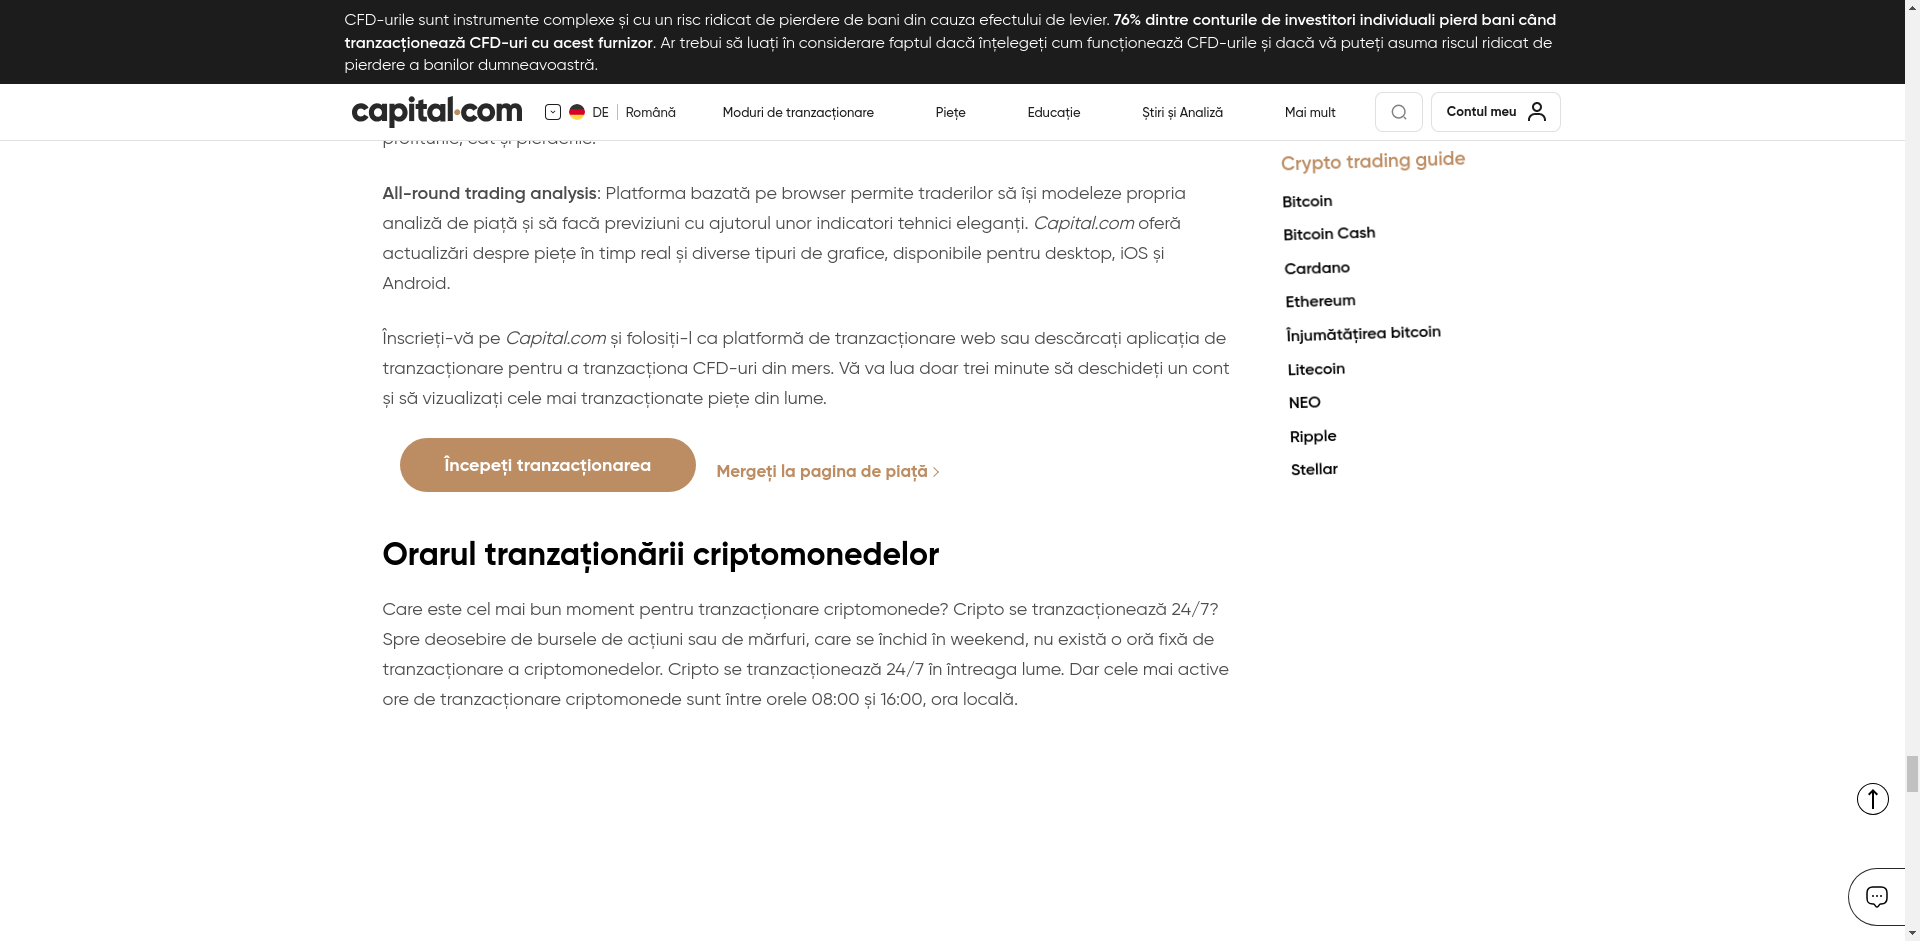 CFD-urile sunt instrumente complexe și cu un risc ridicat de pierdere de bani din cauza efectului de levier. 76% dintre conturile de investitori individuali pierd bani când
tranzacționează CFD-uri cu acest furnizor. Ar trebui să luați în considerare faptul dacă înțelegeți cum funcționează CFD-urile și dacă vă puteți asuma riscul ridicat de
pierdere a banilor dumneavoastră.
capital.com DE Română Moduri de tranzacționare Piețe Educație Știri și Analiză Mai mult Contul meu
profiturile, cât și pierderile.
All-round trading analysis: Platforma bazată pe browser permite traderilor să își modeleze propria
analiză de piață și să facă previziuni cu ajutorul unor indicatori tehnici eleganți. Capital.com oferă
actualizări despre piețe în timp real și diverse tipuri de grafice, disponibile pentru desktop, iOS și
Android.
Înscrieți-vă pe Capital.com și folosiți-l ca platformă de tranzacționare web sau descărcați aplicația de
tranzacționare pentru a tranzacționa CFD-uri din mers. Vă va lua doar trei minute să deschideți un cont
și să vizualizați cele mai tranzacționate piețe din lume.
Începeți tranzacționarea
Mergeți la pagina de piață
Orarul tranzaționării criptomonedelor
Care este cel mai bun moment pentru tranzacționare criptomonede? Cripto se tranzacționează 24/7?
Spre deosebire de bursele de acțiuni sau de mărfuri, care se închid în weekend, nu există o oră fixă de
tranzacționare a criptomonedelor. Cripto se tranzacționează 24/7 în întreaga lume. Dar cele mai active
ore de tranzacționare criptomonede sunt între orele 08:00 și 16:00, ora locală.
Crypto trading guide
Bitcoin
Bitcoin Cash
Cardano
Ethereum
Înjumătățirea bitcoin
Litecoin
NEO
Ripple
Stellar